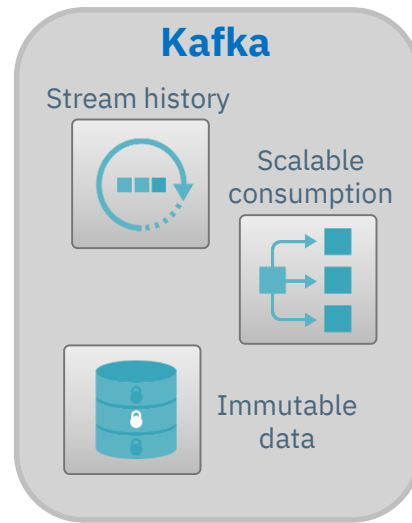 Kafka
Stream history
Scalable
consumption
Immutable
data